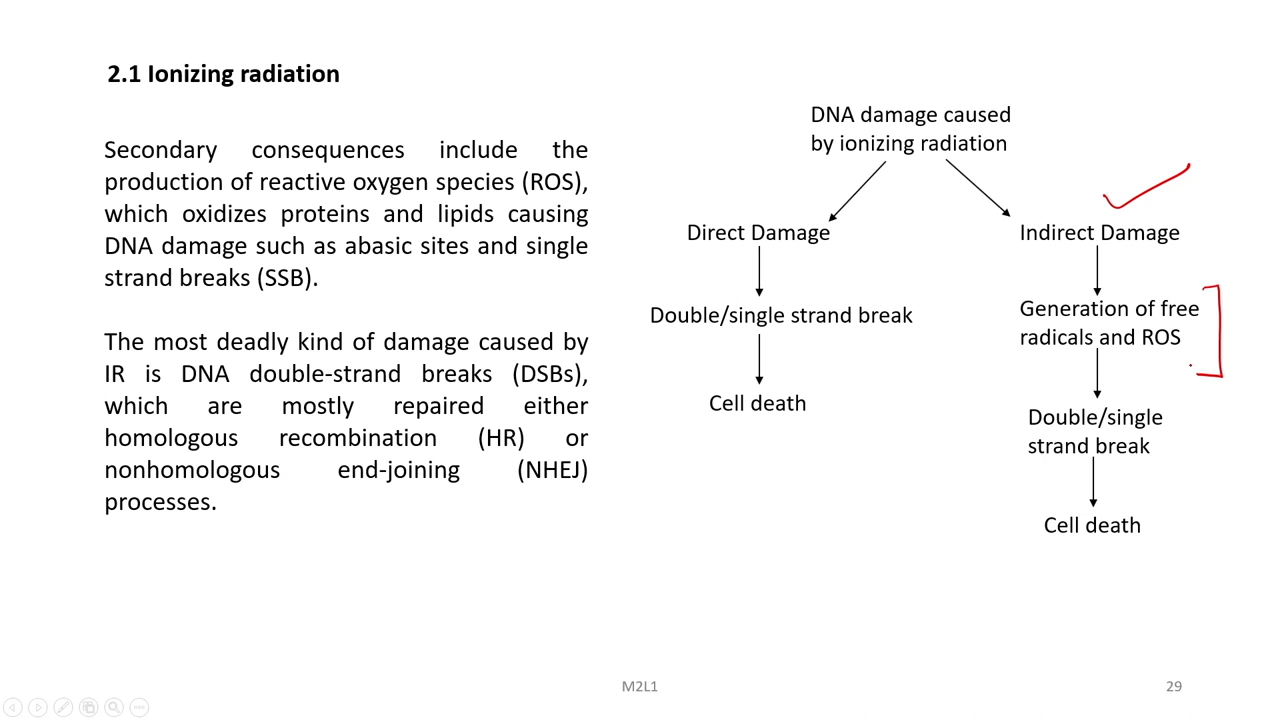 2.1 Ionizing radiation
Secondary consequences include the
production of reactive oxygen species (ROS),
which oxidizes proteins and lipids causing
DNA damage such as abasic sites and single
strand breaks (SSB).
The most deadly kind of damage caused by
IR is DNA double-strand breaks (DSBs),
which are mostly repaired either
homologous recombination (HR) or
nonhomologous end-joining (NHEJ)
processes.
DNA damage caused
by ionizing radiation
Direct Damage
Double/single strand break
Cell death
Indirect Damage
Generation of free
radicals and ROS
Double/single
strand break
Cell death
M2L1
29